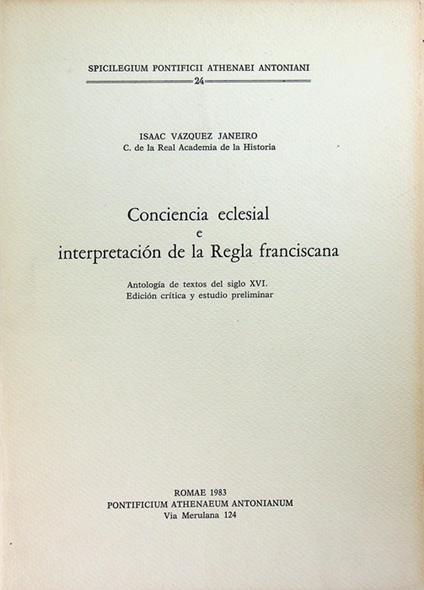 SPICILEGIUM PONTIFICII ATHENAEI ANTONIANI
24
ISAAC VÁZQUEZ JANEIRO
C. de la Real Academia de la Historia
Conciencia eclesial
e
interpretación de la Regla franciscana
Antología de textos del siglo XVI.
Edición crítica y estudio preliminar
ROMAE 1983
PONTIFICIUM ATHENAEUM ANTONIANUM
Via Merulana 124